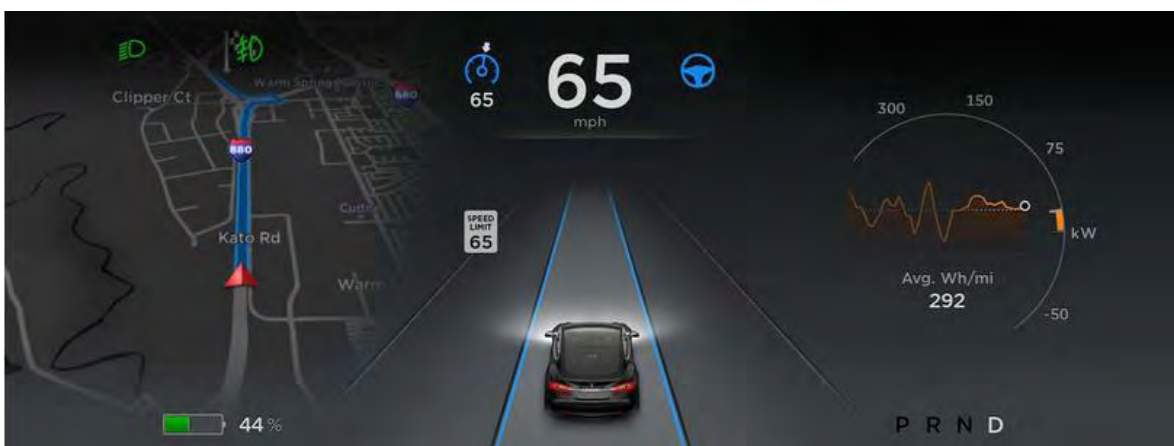 Clipper Ct
Warm Springs
680
880
Kato Rd
Warm
44%
65
65
mph
SPEED
LIMIT
65
300
150
75
kW
-50
Avg. Wh/mi
292
P R N D